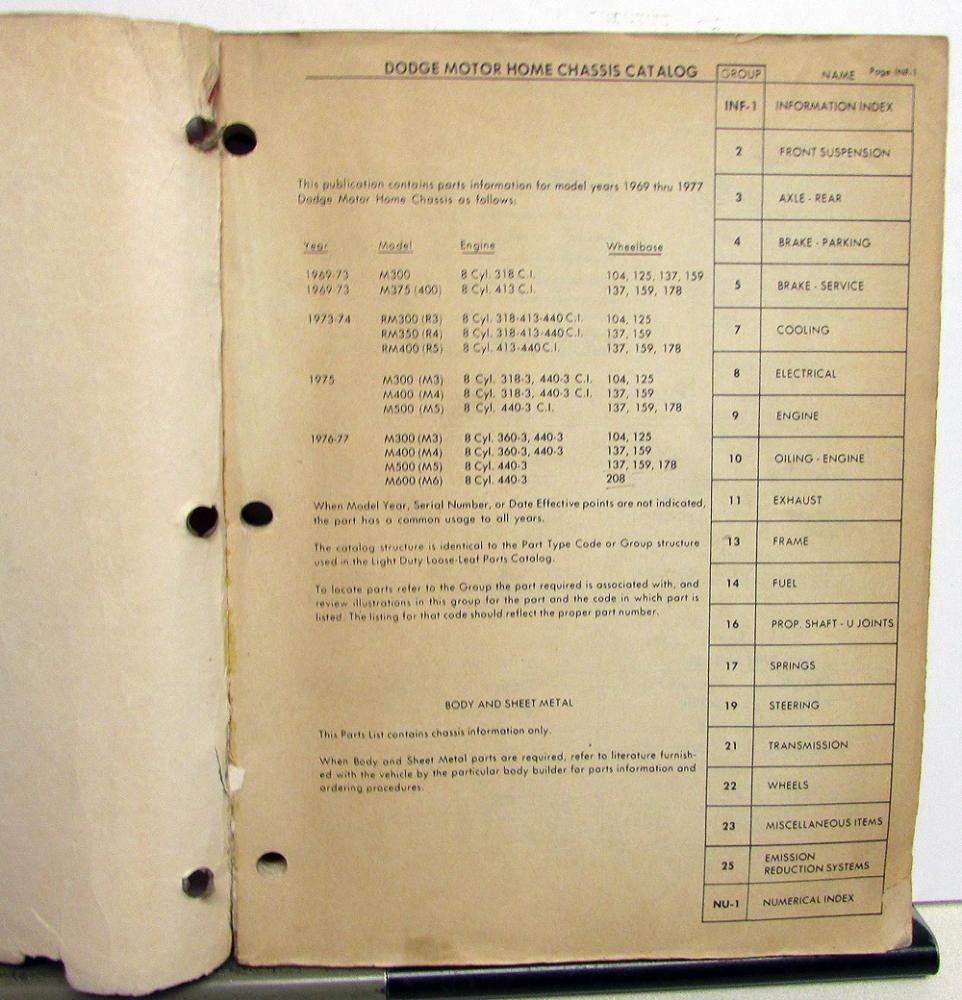 DODGE MOTOR HOME CHASSIS CATALOG
Page INF-1
This publication contains parts information for model years 1969 thru 1977
Dodge Motor Home Chassis as follows:
Year Model Engine Wheelbase
1969-73 M300 8 Cyl. 318 C.I. 104, 125, 137, 159
1969-73 M375 (400) 8 Cyl. 413 C.I. 137, 159, 178
1973-74 RM300 (R3) 8 Cyl. 318-413-440 C.I. 104, 125
RM350 (R4) 8 Cyl. 318-413-440 C.I. 137, 159
RM400 (R5) 8 Cyl. 413-440 C.I. 137, 159, 178
1975 M300 (M3) 8 Cyl. 318-3, 440-3 C.I. 104, 125
M400 (M4) 8 Cyl. 318-3, 440-3 C.I. 137, 159
M500 (M5) 8 Cyl. 440-3 C.I. 137, 159, 178
1976-77 M300 (M3) 8 Cyl. 360-3, 440-3 104, 125
M400 (M4) 8 Cyl. 360-3, 440-3 137, 159
M500 (M5) 8 Cyl. 440-3 137, 159, 178
M600 (M6) 8 Cyl. 440-3 208
When Model Year, Serial Number, or Date Effective points are not indicated,
the part has a common usage to all years.
The catalog structure is identical to the Part Type Code or Group structure
used in the Light Duty Loose-Leaf Parts Catalog.
To locate parts refer to the Group the part required is associated with, and
review illustrations in this group for the part and the code in which part is
listed. The listing for that code should reflect the proper part number.
BODY AND SHEET METAL
This Parts List contains chassis information only.
When Body and Sheet Metal parts are required, refer to literature furnish-
ed with the vehicle by the particular body builder for parts information and
ordering procedures.
GROUP NAME
INF-1 INFORMATION INDEX
2 FRONT SUSPENSION
3 AXLE - REAR
4 BRAKE - PARKING
5 BRAKE - SERVICE
7 COOLING
8 ELECTRICAL
9 ENGINE
10 OILING - ENGINE
11 EXHAUST
13 FRAME
14 FUEL
16 PROP. SHAFT - U JOINTS
17 SPRINGS
19 STEERING
21 TRANSMISSION
22 WHEELS
23 MISCELLANEOUS ITEMS
25 EMISSION
REDUCTION SYSTEMS
NU-1 NUMERICAL INDEX